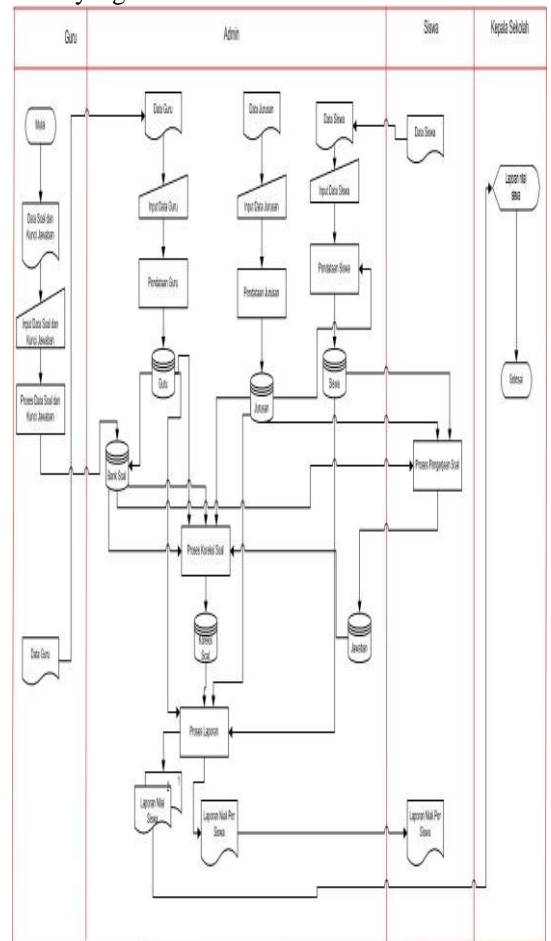 Guru
Admin
Siswa
Kepala Sekolah
Mulai
Data Guru
Data Jurusan
Data Siswa
Data Siswa
Laporan nilai
siswa
Data Soal dan
Kunci Jawaban
Input Data Guru
Input Data Jurusan
Input Data Siswa
Pendataan Guru
Pendataan Jurusan
Pendataan Siswa
Input Data Soal dan
Kunci Jawaban
Proses Data Soal dan
Kunci Jawaban
Guru
Jurusan
Siswa
Selesai
Bank Soal
Proses Pengerjaan Soal
Proses Koreksi Soal
Koreksi
Soal
Jawaban
Data Guru
Proses Laporan
1
Laporan Nilai
Siswa
Laporan Nilai Per
Siswa
Laporan Nilai Per
Siswa